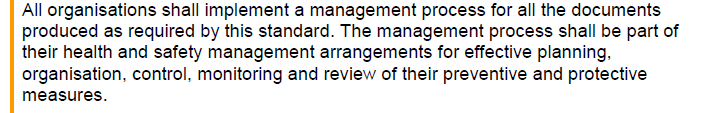 All organisations shall implement a management process for all the documents
produced as required by this standard. The management process shall be part of
their health and safety management arrangements for effective planning,
organisation, control, monitoring and review of their preventive and protective
measures.